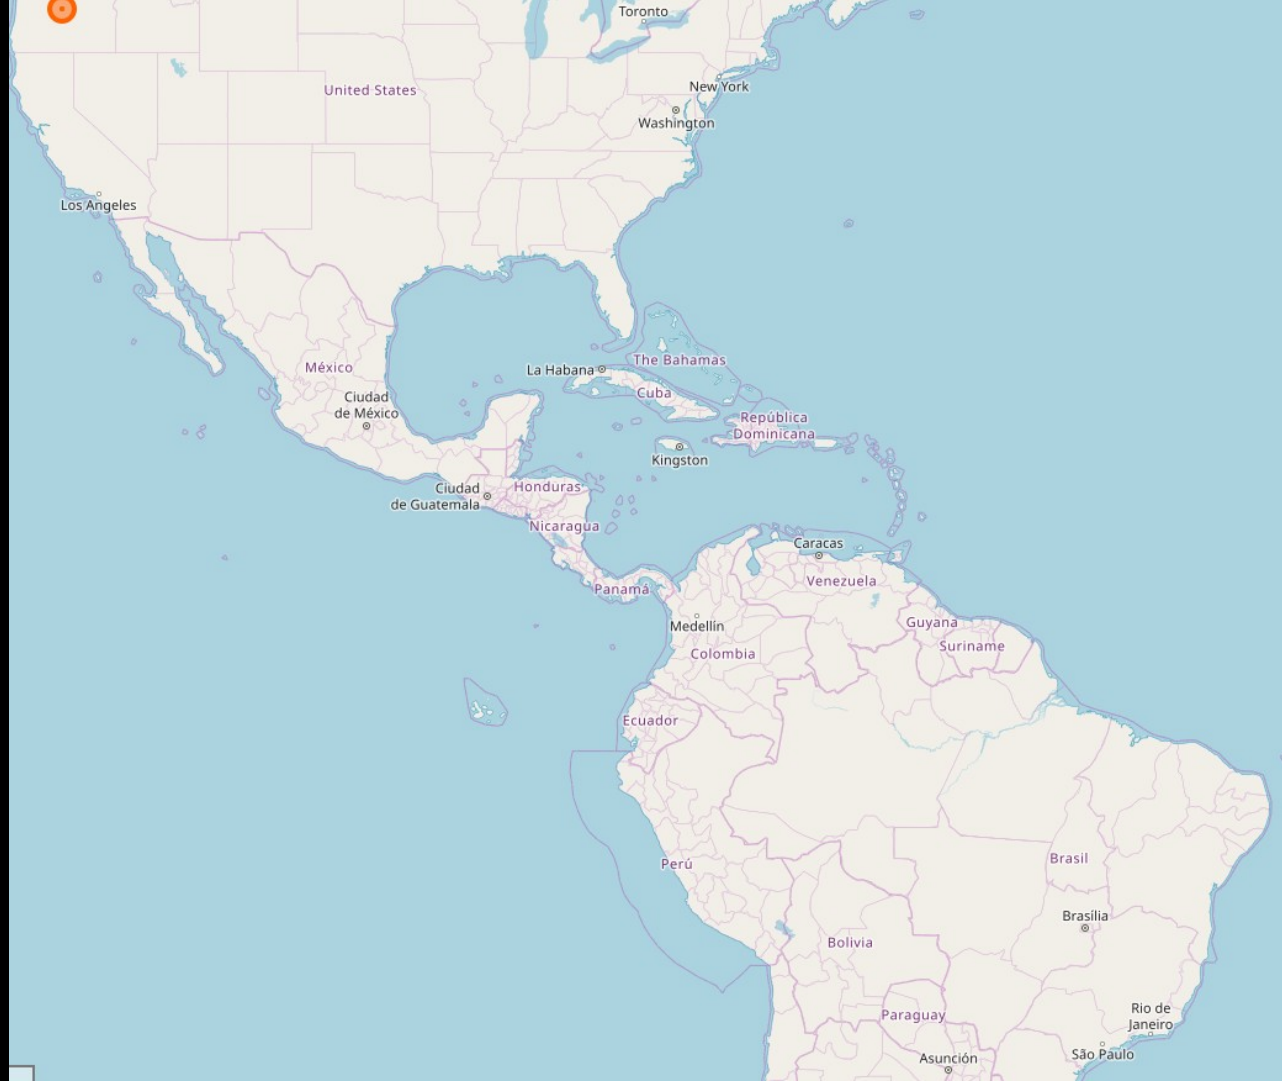 Toronto
United States
New York
Washington
Los Angeles
La Habana
The Bahamas
México
Cuba
Ciudad
de México
República
Dominicana
Kingston
Ciudad
de Guatemala
Honduras
Nicaragua
Caracas
Panamá
Venezuela
Medellín
Guyana
Colombia
Suriname
Ecuador
Perú
Brasil
Brasília
Bolivia
Paraguay
Rio de
Janeiro
São Paulo
Asunción